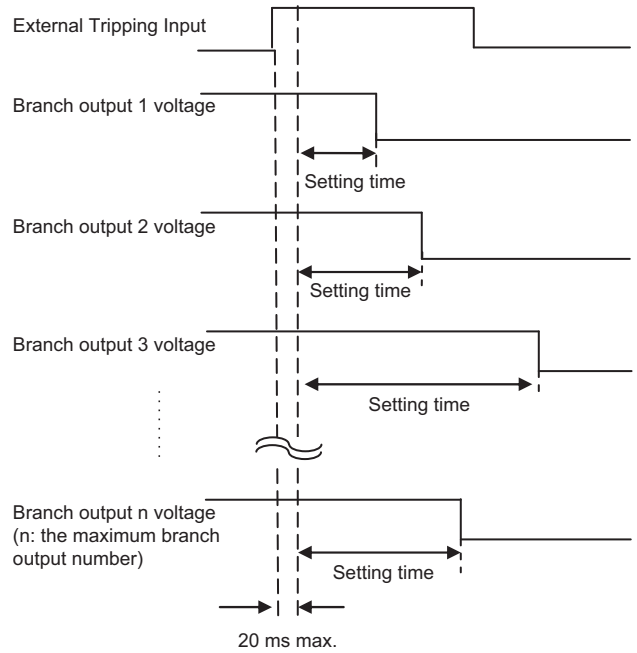 External Tripping Input
Branch output 1 voltage
Setting time
Branch output 2 voltage
Setting time
Branch output 3 voltage
Setting time
Branch output n voltage
(n: the maximum branch
output number)
Setting time
20 ms max.